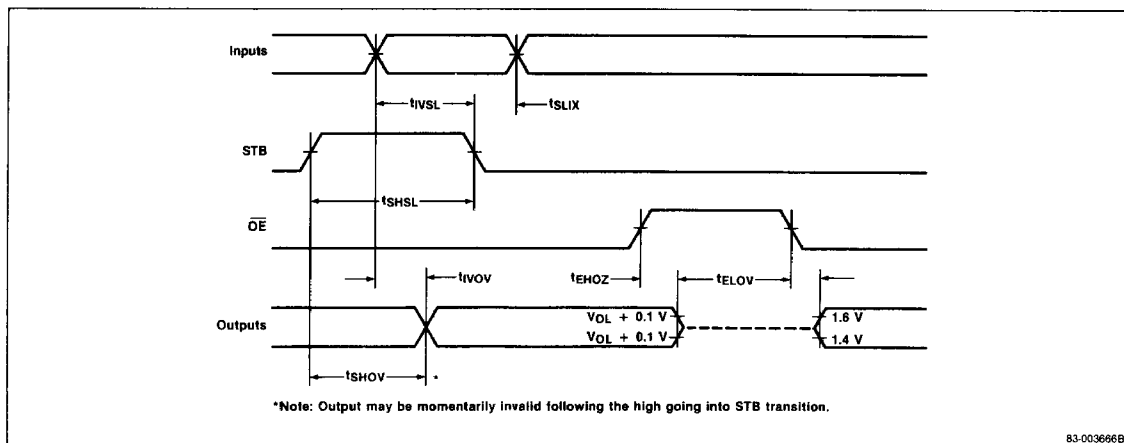 Inputs
tIVSL
tSLIX
STB
tSHSL
OE
tIVOV
tEHOZ
tELOV
Outputs
VOL + 0.1 V
1.6 V
VOL + 0.1 V
1.4 V
tSHOV
*
*Note: Output may be momentarily invalid following the high going into STB transition.
83-003666B